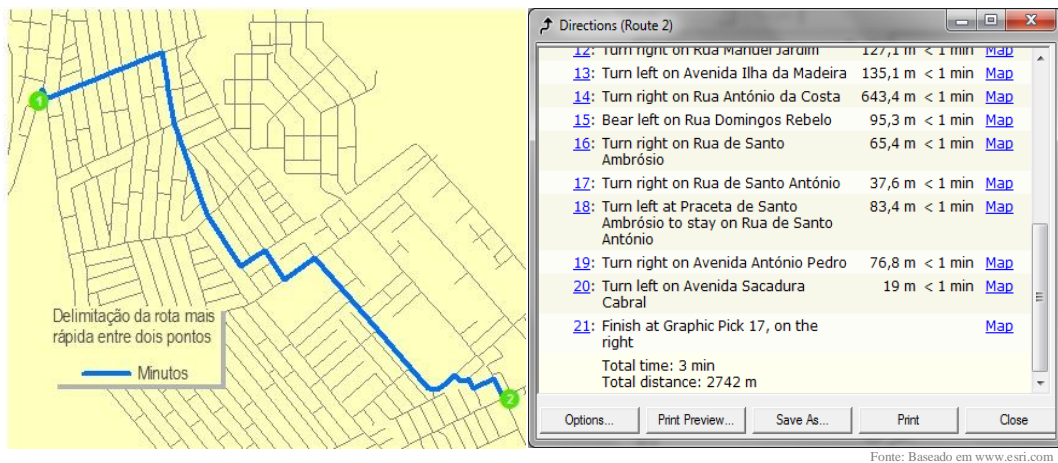 1
Delimitação da rota mais
rápida entre dois pontos
Minutos
2
Directions (Route 2)
12: Turn right on Rua Manuel Jardim 127,1 m < 1 min Map
13: Turn left on Avenida Ilha da Madeira 135,1 m < 1 min Map
14: Turn right on Rua António da Costa 643,4 m < 1 min Map
15: Bear left on Rua Domingos Rebelo 95,3 m < 1 min Map
16: Turn right on Rua de Santo 65,4 m < 1 min Map
Ambrósio
17: Turn right on Rua de Santo António 37,6 m < 1 min Map
18: Turn left at Praceta de Santo 83,4 m < 1 min Map
Ambrósio to stay on Rua de Santo
António
19: Turn right on Avenida António Pedro 76,8 m < 1 min Map
20: Turn left on Avenida Sacadura 19 m < 1 min Map
Cabral
21: Finish at Graphic Pick 17, on the Map
right
Total time: 3 min
Total distance: 2742 m
Options... Print Preview... Save As... Print Close
Fonte: Baseado em www.esri.com